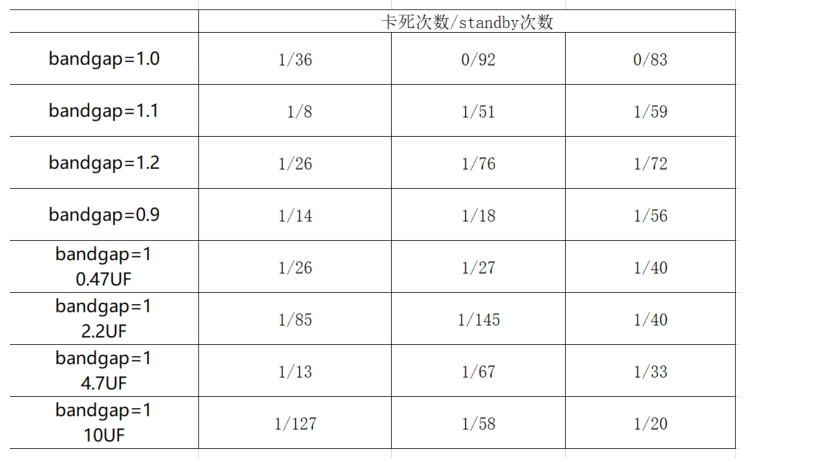 卡死次数/standby次数
bandgap=1.0 1/36 0/92 0/83
bandgap=1.1 1/8 1/51 1/59
bandgap=1.2 1/26 1/76 1/72
bandgap=0.9 1/14 1/18 1/56
bandgap=1
0.47UF 1/26 1/27 1/40
bandgap=1
2.2UF 1/85 1/145 1/40
bandgap=1
4.7UF 1/13 1/67 1/33
bandgap=1
10UF 1/127 1/58 1/20